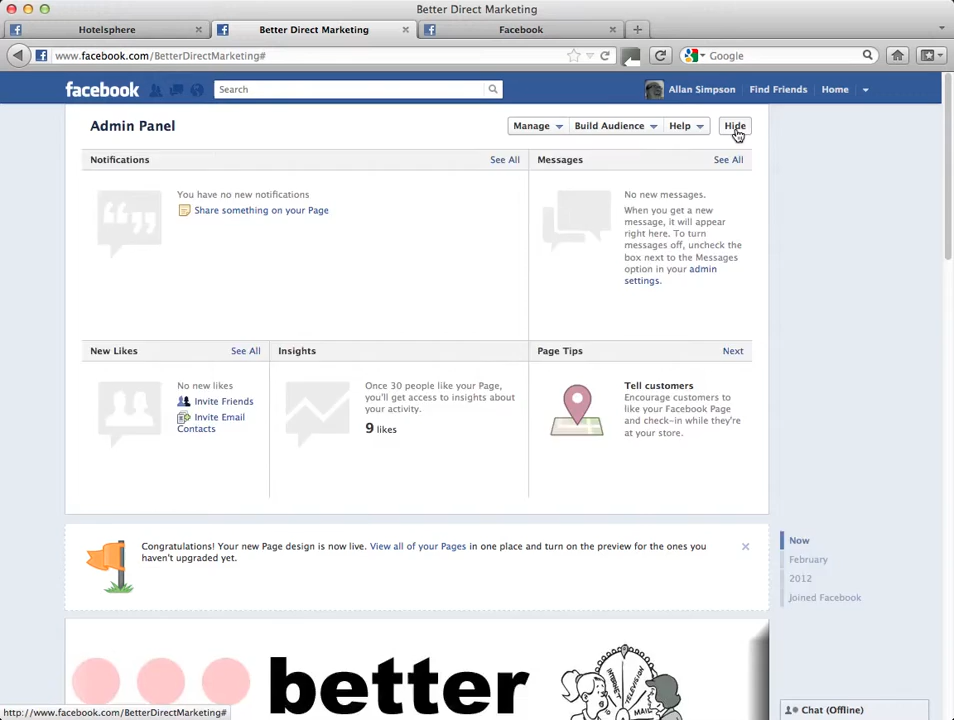 Better Direct Marketing
Hotelsphere
Better Direct Marketing
Facebook
www.facebook.com/BetterDirectMarketing#
Google
facebook
Search
Allan Simpson
Find Friends
Home
Admin Panel
Manage
Build Audience
Help
Hide
Notifications
See All
Messages
See All
You have no new notifications
Share something on your Page
No new messages.
When you get a new
message, it will appear
right here. To turn
messages off, uncheck the
box next to the Messages
option in your admin
settings.
New Likes
See All
Insights
Page Tips
Next
No new likes
Invite Friends
Invite Email
Contacts
Once 30 people like your Page,
you'll get access to insights about
your activity.
9 likes
Tell customers
Encourage customers to
like your Facebook Page
and check-in while they're
at your store.
Congratulations! Your new Page design is now live. View all of your Pages in one place and turn on the preview for the ones you
haven't upgraded yet.
Now
February
2012
Joined Facebook
better
INTERNET
TELEVISION
MAIL
http://www.facebook.com/BetterDirectMarketing#
Chat (Offline)